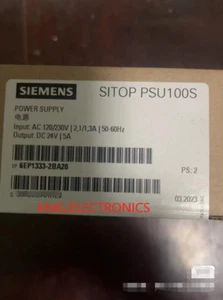 SIEMENS
SITOP PSU100S
POWER SUPPLY
电源
Input: AC 120/230V | 2,1/1,3A | 50-60Hz
Output: DC 24V | 5A
6EP1333-2BA20
PS: 2
KMG ELECTRONICS
03.2023